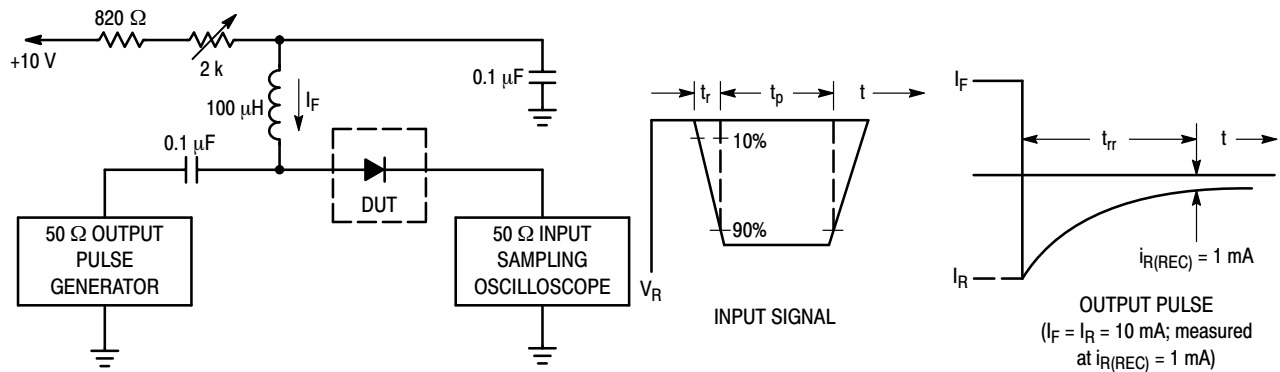 820 Ω
+10 V
2 k
100 μH
I_F
0.1 μF
0.1 μF
DUT
50 Ω OUTPUT
PULSE
GENERATOR
50 Ω INPUT
SAMPLING
OSCILLOSCOPE
t_r
t_p
t
10%
90%
V_R
INPUT SIGNAL
I_F
t_rr
t
I_R
i_R(REC) = 1 mA
OUTPUT PULSE
(I_F = I_R = 10 mA; measured
at i_R(REC) = 1 mA)